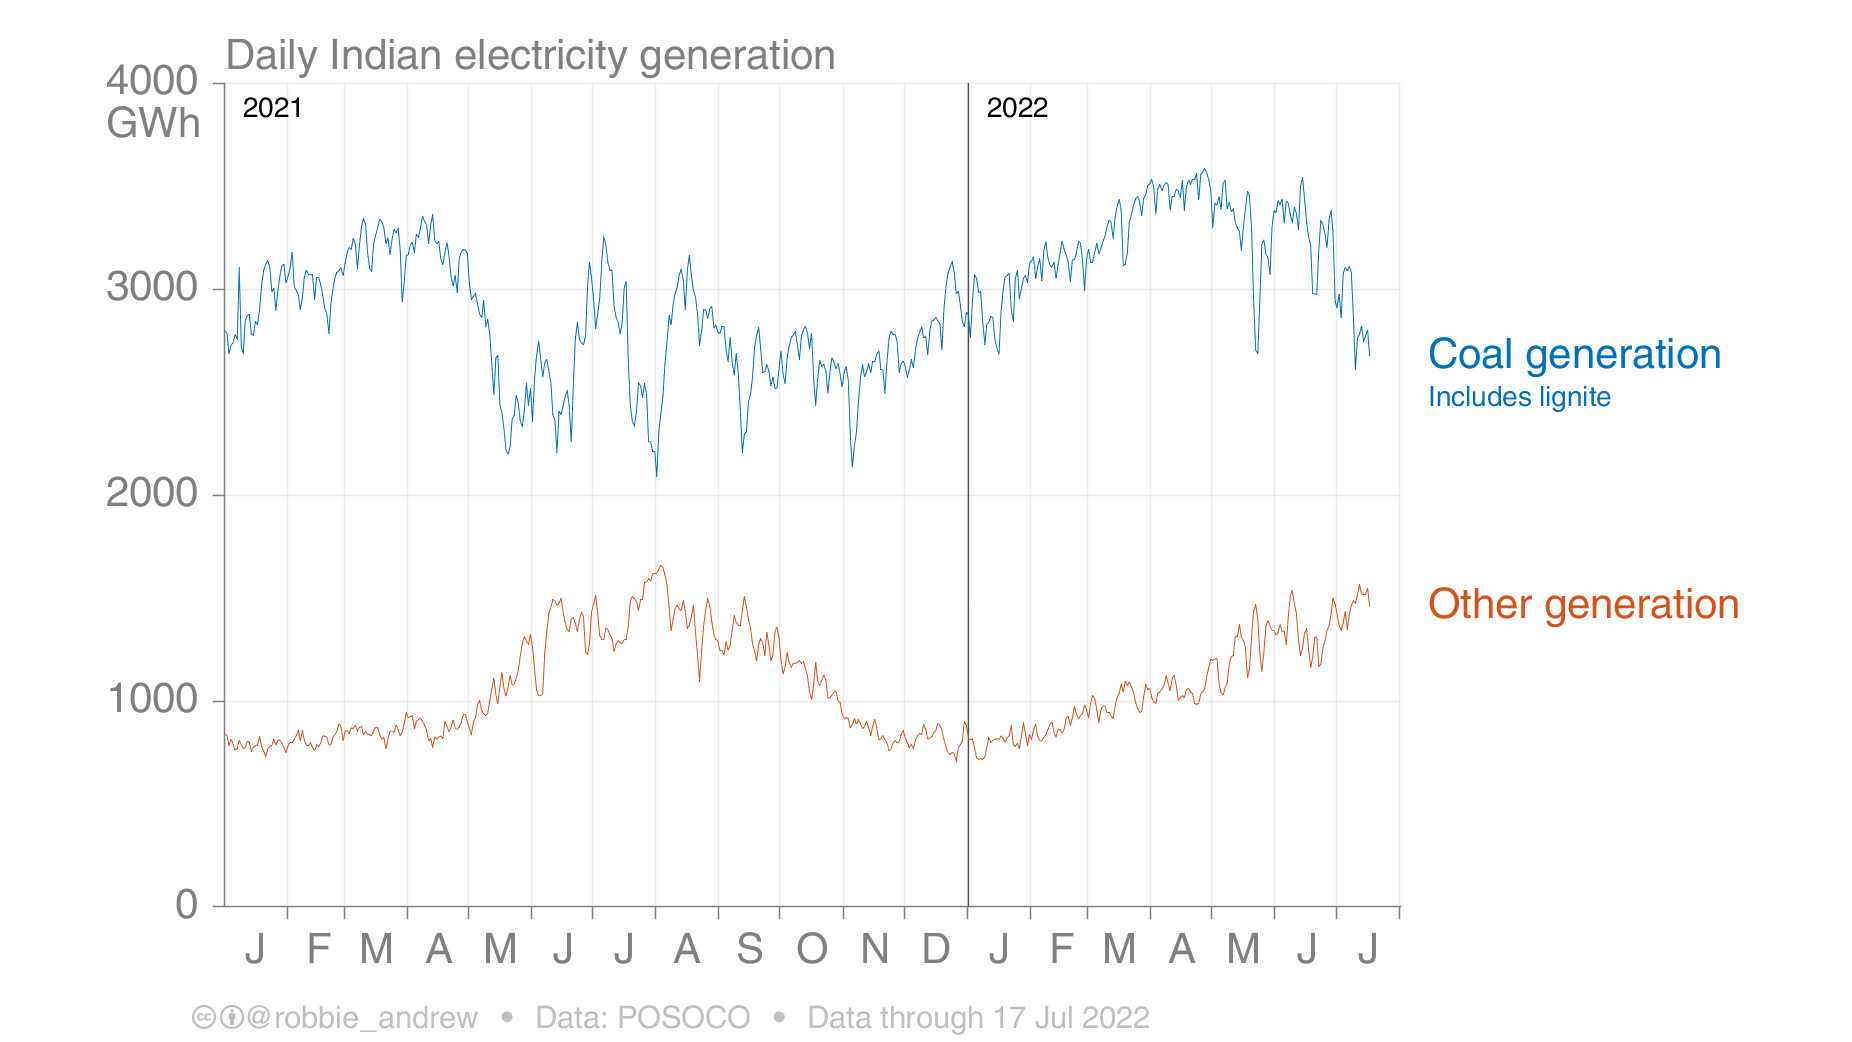 Daily Indian electricity generation
4000
GWh
2021
2022
3000
2000
1000
0
Coal generation
Includes lignite
Other generation
J F M A M J J A S O N D J F M A M J J
cc @robbie_andrew • Data: POSOCO • Data through 17 Jul 2022